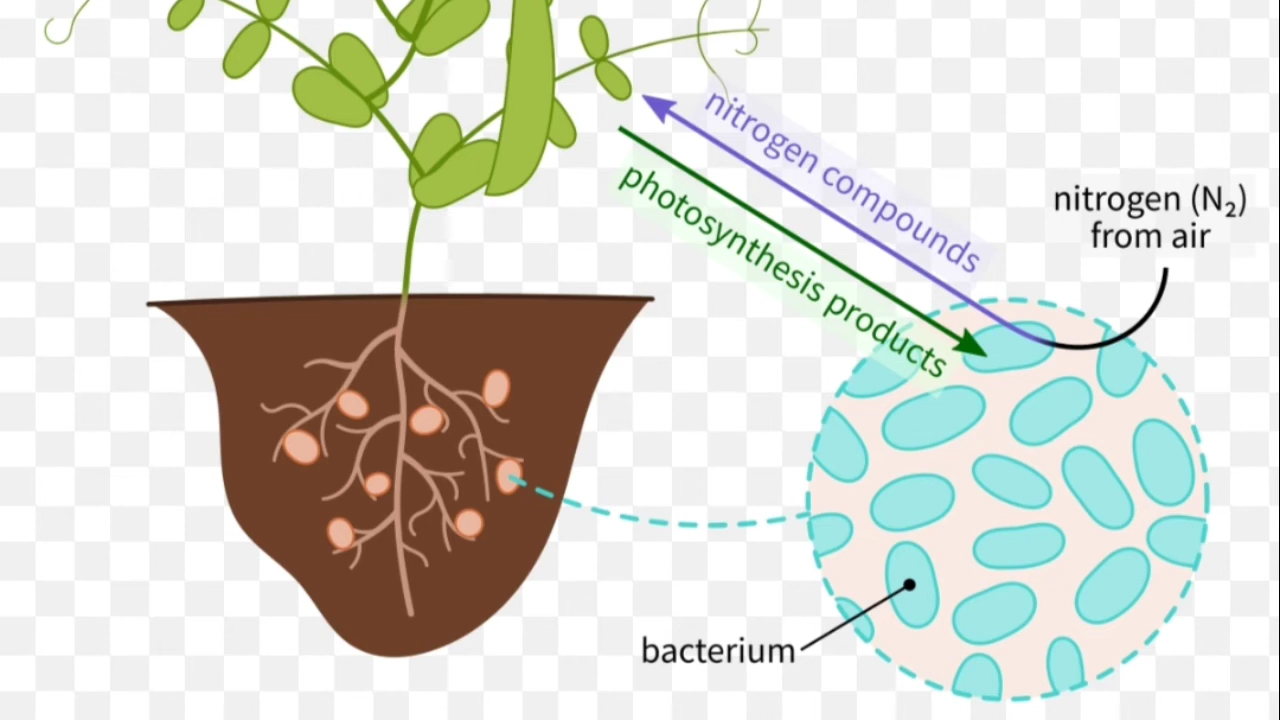 nitrogen compounds
photosynthesis products
nitrogen (N₂)
from air
bacterium